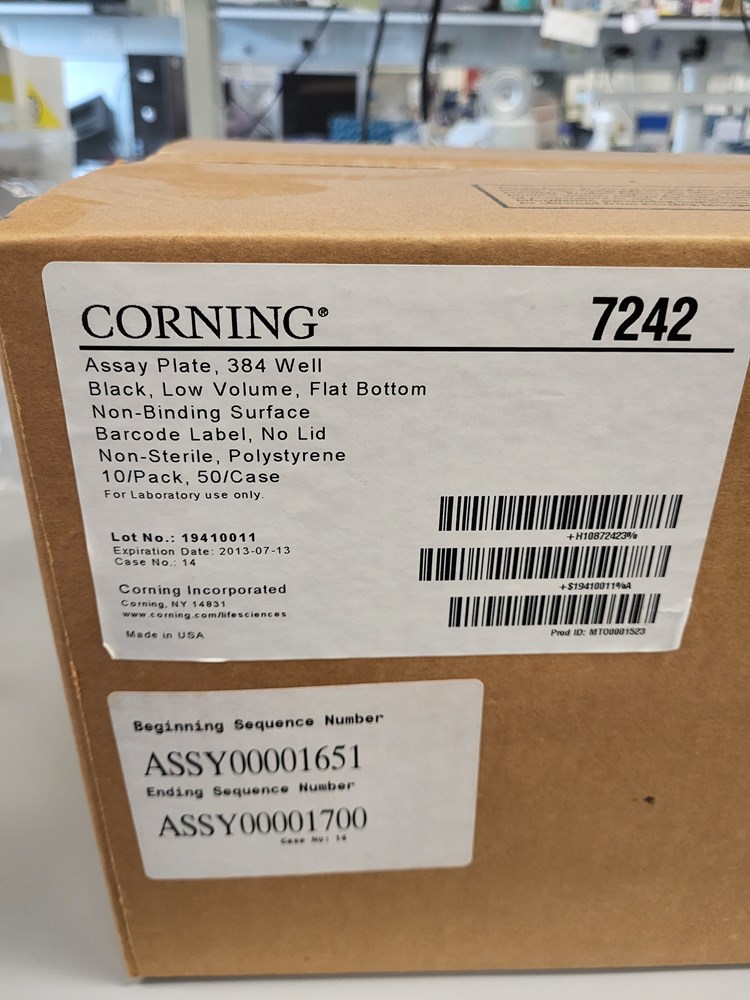 CORNING®
7242
Assay Plate, 384 Well
Black, Low Volume, Flat Bottom
Non-Binding Surface
Barcode Label, No Lid
Non-Sterile, Polystyrene
10/Pack, 50/Case
For Laboratory use only.
Lot No.: 19410011
Expiration Date: 2013-07-13
Case No.: 14
Corning Incorporated
Corning, NY 14831
www.corning.com/lifesciences
Made in USA
Prod ID: MT00001523
Beginning Sequence Number
ASSY00001651
Ending Sequence Number
ASSY00001700
Case No: 14